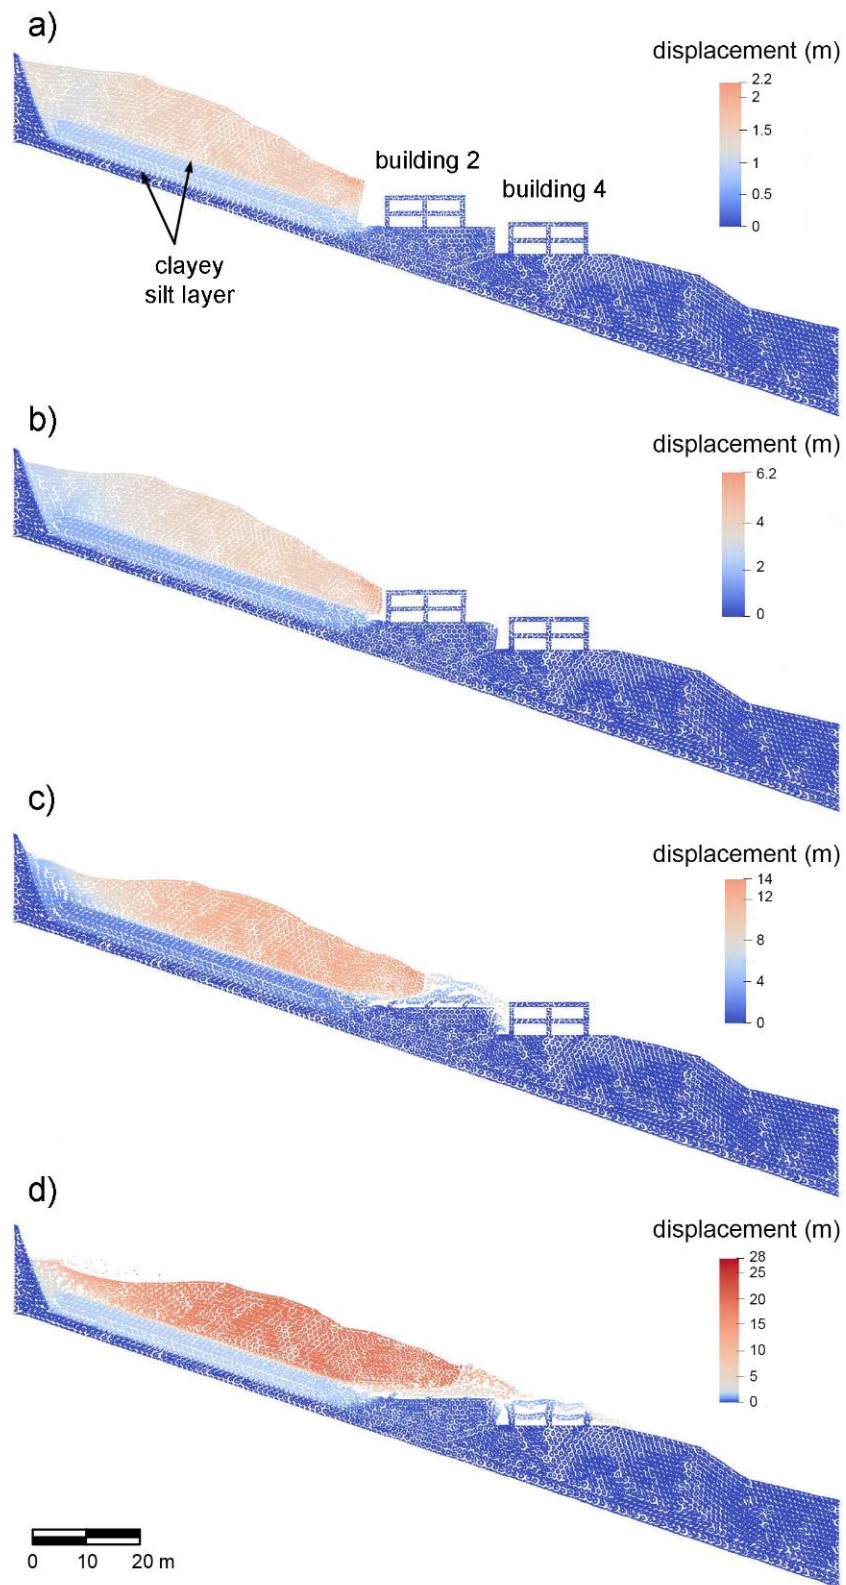 a)
displacement (m)
2.2
2
1.5
1
0.5
0
building 2
building 4
clayey
silt layer
b)
displacement (m)
6.2
4
2
0
c)
displacement (m)
14
12
8
4
0
d)
displacement (m)
28
25
20
15
10
5
0
0 10 20 m